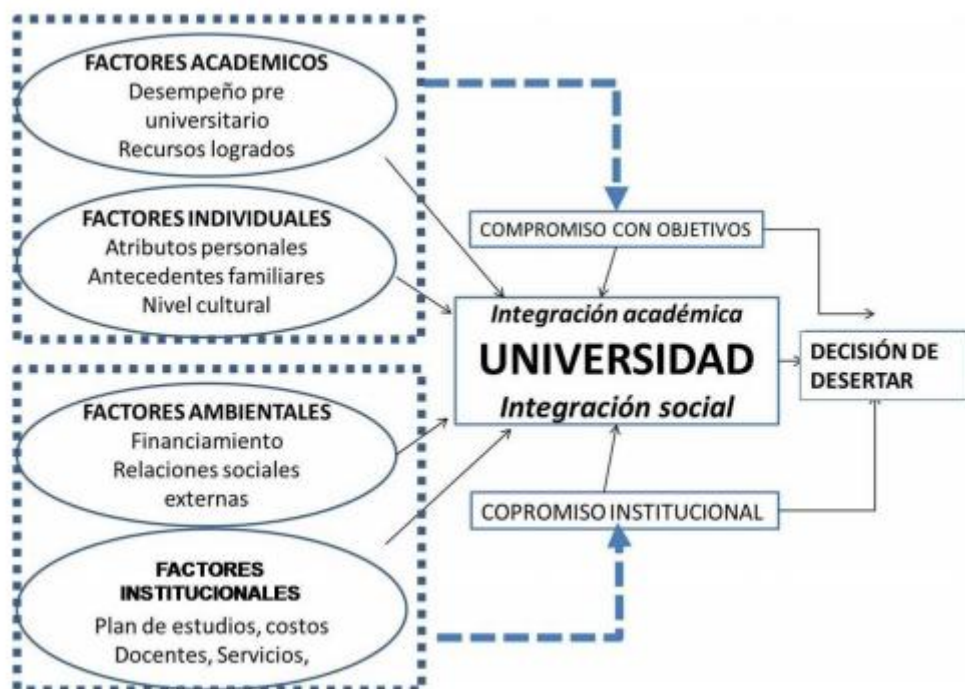 FACTORES ACADEMICOS
Desempeño pre
universitario
Recursos logrados
FACTORES INDIVIDUALES
Atributos personales
Antecedentes familiares
Nivel cultural
FACTORES AMBIENTALES
Financiamiento
Relaciones sociales
externas
FACTORES
INSTITUCIONALES
Plan de estudios, costos
Docentes, Servicios,
COMPROMISO CON OBJETIVOS
Integración académica
UNIVERSIDAD
Integración social
COPROMISO INSTITUCIONAL
DECISIÓN DE
DESERTAR